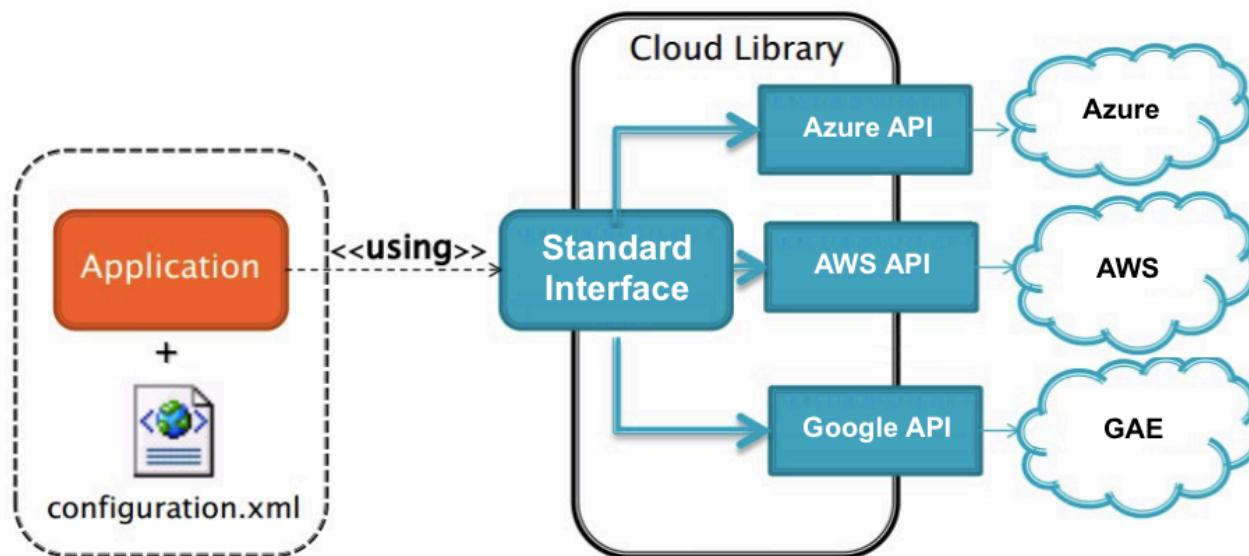 Cloud Library
Azure API
Azure
Application
<<using>>
Standard
Interface
AWS API
AWS
+
configuration.xml
Google API
GAE